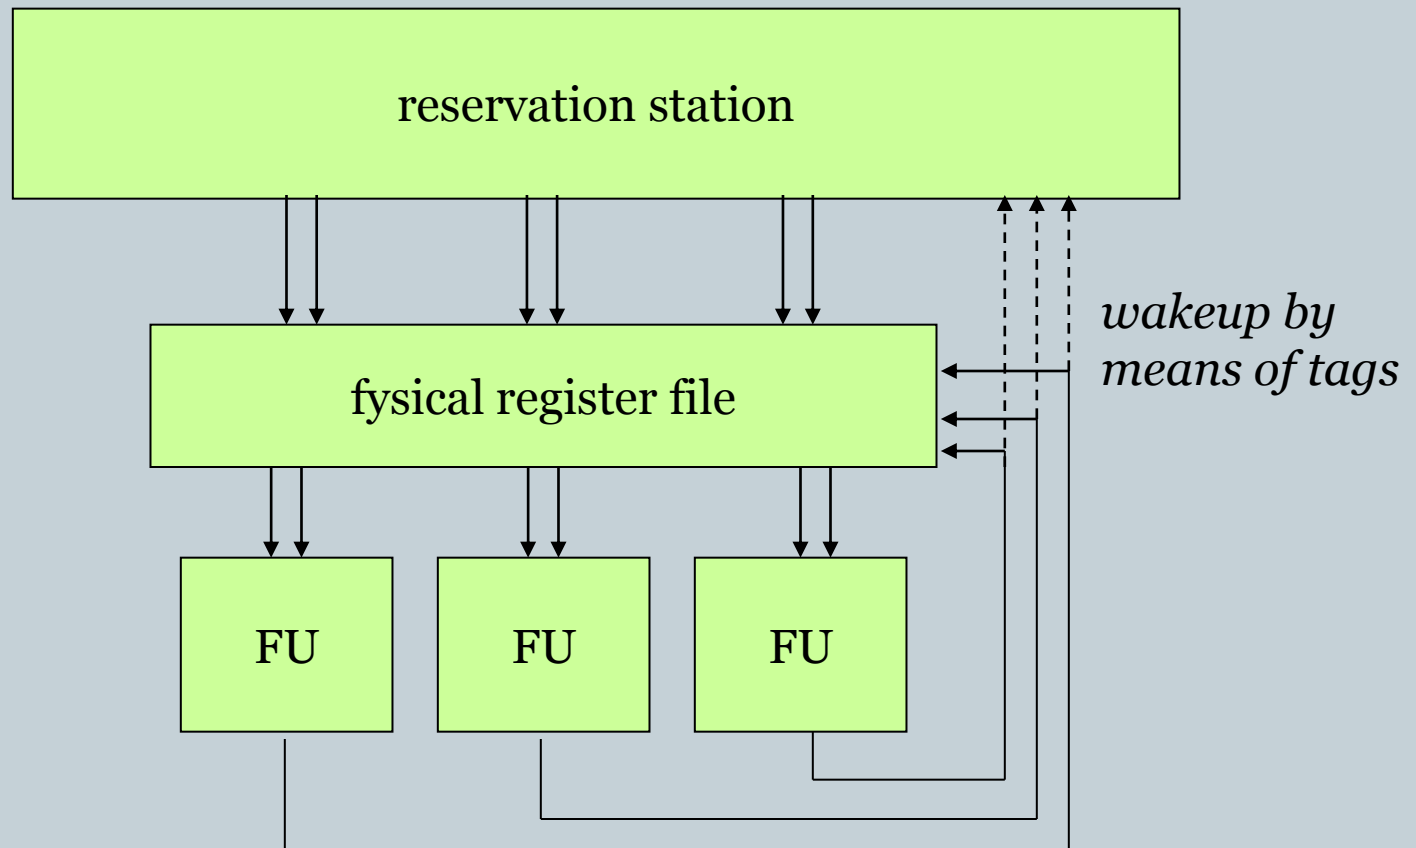 reservation station
wakeup by
means of tags
fysical register file
FU
FU
FU